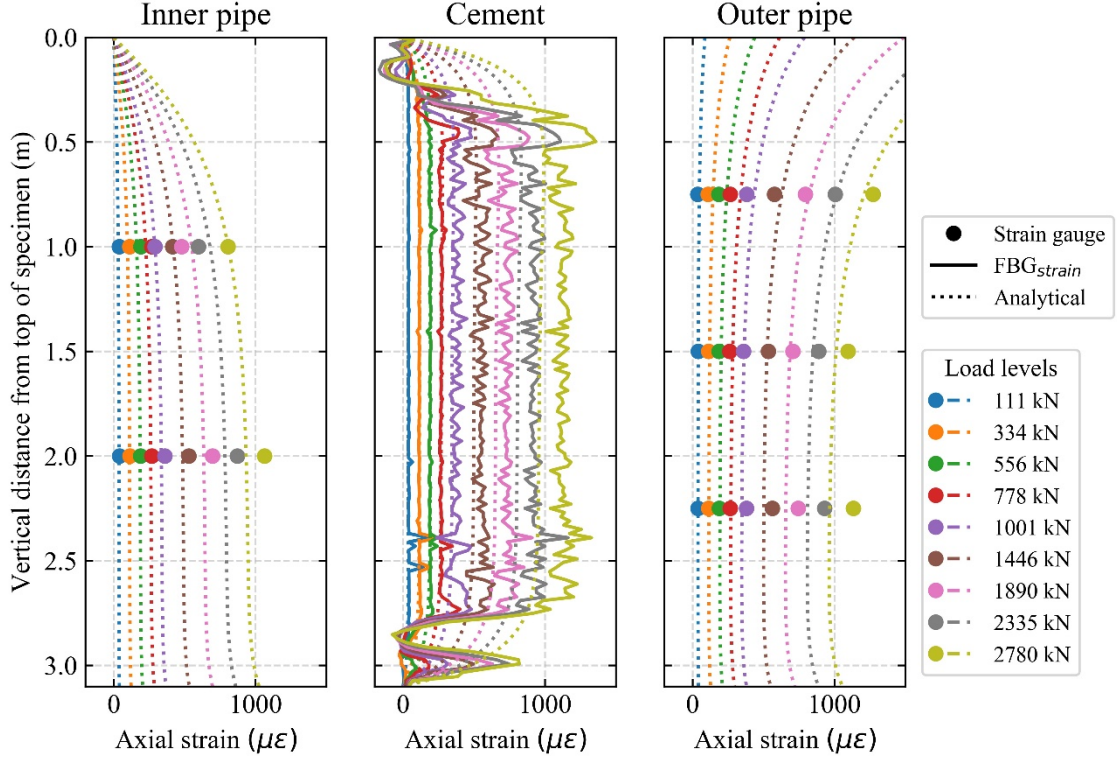 Inner pipe
Cement
Outer pipe
Vertical distance from top of specimen (m)
0.0
0.5
1.0
1.5
2.0
2.5
3.0
0
1000
0
1000
0
1000
Axial strain (με)
Axial strain (με)
Axial strain (με)
Strain gauge
FBGstrain
Analytical
Load levels
111 kN
334 kN
556 kN
778 kN
1001 kN
1446 kN
1890 kN
2335 kN
2780 kN